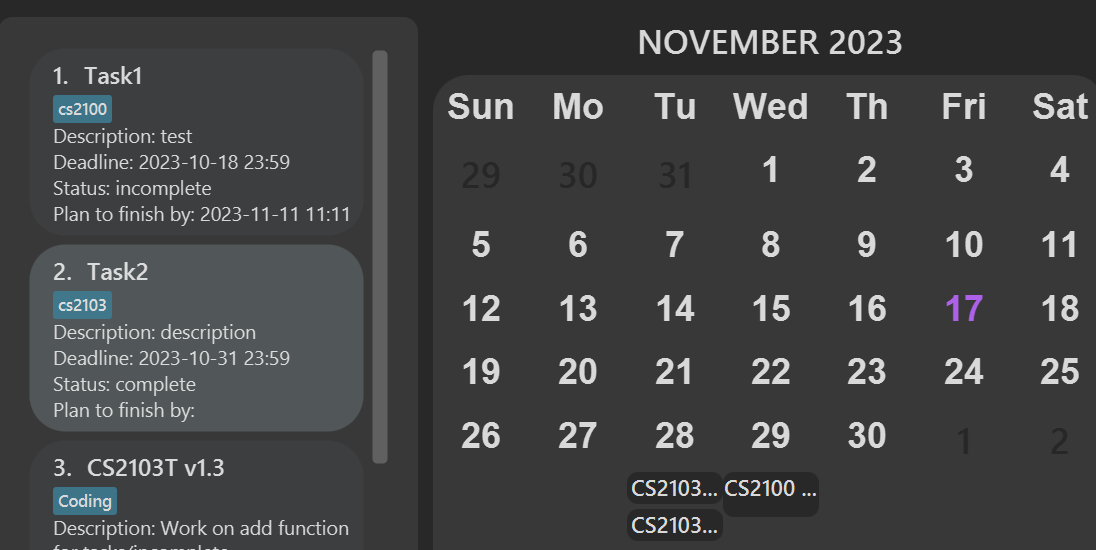 1. Task1
cs2100
Description: test
Deadline: 2023-10-18 23:59
Status: incomplete
Plan to finish by: 2023-11-11 11:11
2. Task2
cs2103
Description: description
Deadline: 2023-10-31 23:59
Status: complete
Plan to finish by:
3. CS2103T v1.3
Coding
Description: Work on add function
for tasks/incomplete
NOVEMBER 2023
Sun Mo Tu Wed Th Fri Sat
29 30 31 1 2 3 4
5 6 7 8 9 10 11
12 13 14 15 16 17 18
19 20 21 22 23 24 25
26 27 28 29 30 1 2
CS2103... CS2100 ...
CS2103...